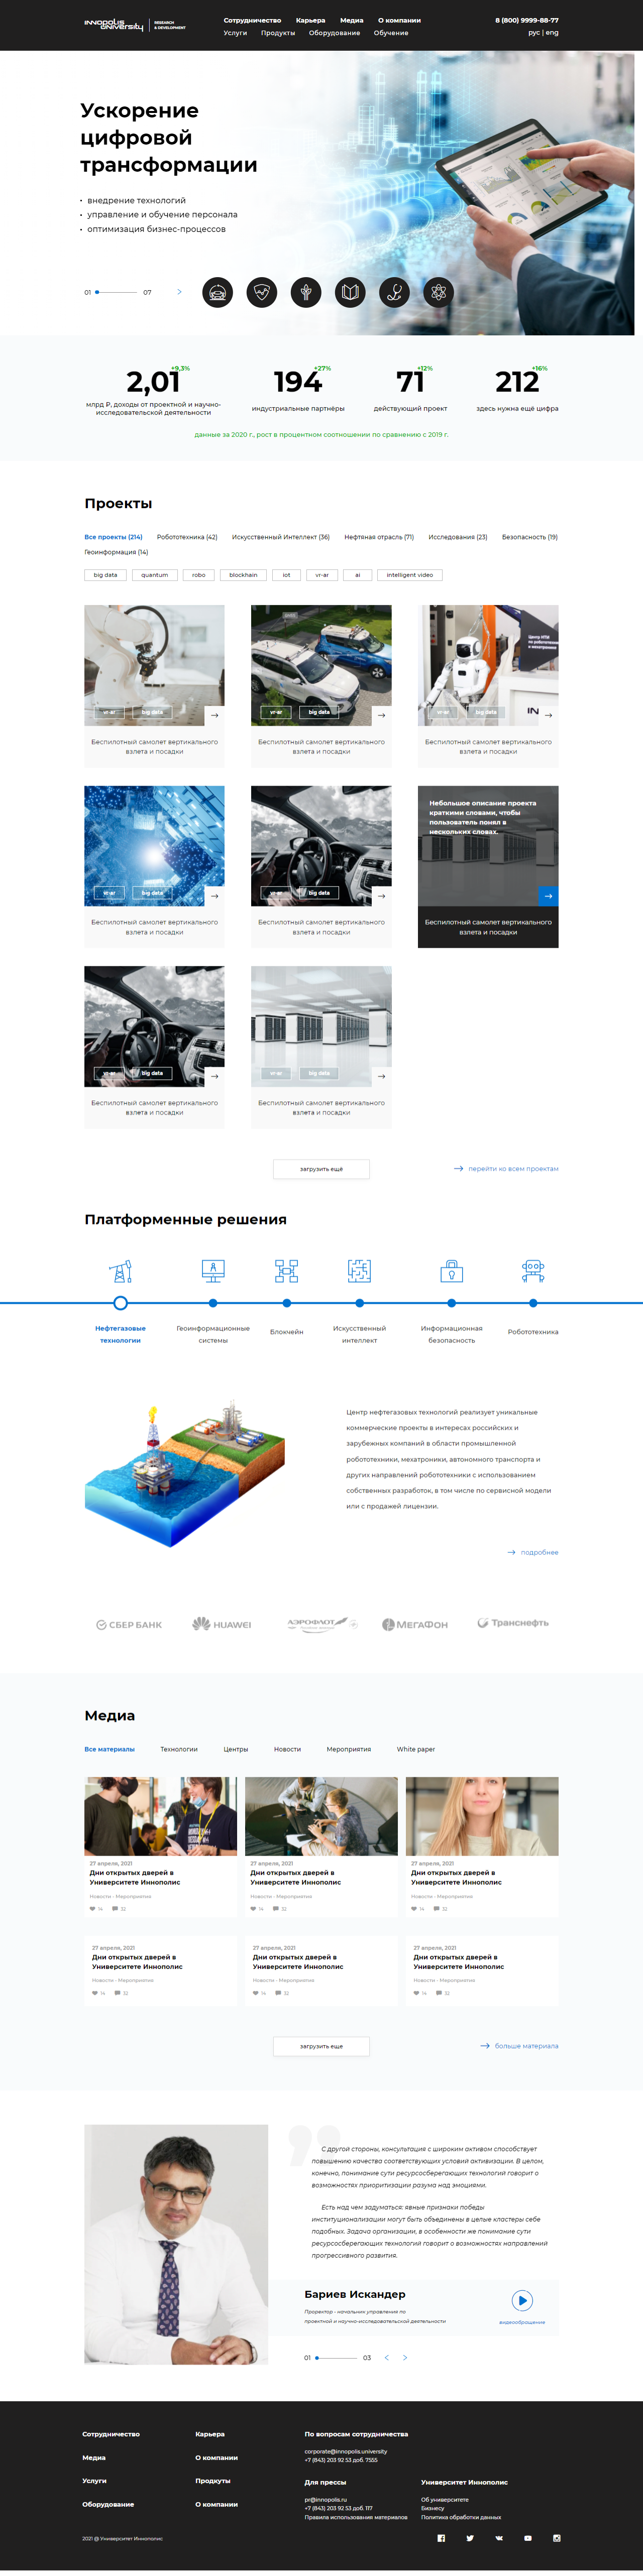 innopolis university
RESEARCH & DEVELOPMENT
Сотрудничество Карьера Медиа О компании
Услуги Продукты Оборудование Обучение
8 (800) 9999-88-77
рус | eng
Ускорение
цифровой
трансформации
• внедрение технологий
• управление и обучение персонала
• оптимизация бизнес-процессов
01 07
+9,3% +27% +12% +16%
2,01 194 71 212
млрд ₽, доходы от проектной и научно-
исследовательской деятельности
индустриальные партнёры
действующий проект
здесь нужна ещё цифра
данные за 2020 г., рост в процентном соотношении по сравнению с 2019 г.
Проекты
Все проекты (214) Робототехника (42) Искусственный Интеллект (36) Нефтяная отрасль (71) Исследования (23) Безопасность (19)
Геоинформация (14)
big data quantum robo blockhain iot vr-ar ai intelligent video
vr-ar big data
Беспилотный самолет вертикального
взлета и посадки
vr-ar big data
Беспилотный самолет вертикального
взлета и посадки
vr-ar big data
Беспилотный самолет вертикального
взлета и посадки
vr-ar big data
Беспилотный самолет вертикального
взлета и посадки
vr-ar big data
Беспилотный самолет вертикального
взлета и посадки
Небольшое описание проекта
краткими словами, чтобы
пользователь понял в
нескольких словах.
Беспилотный самолет вертикального
взлета и посадки
vr-ar big data
Беспилотный самолет вертикального
взлета и посадки
vr-ar big data
Беспилотный самолет вертикального
взлета и посадки
загрузить ещё
перейти ко всем проектам
Платформенные решения
Нефтегазовые
технологии
Геоинформационные
системы
Блокчейн
Искусственный
интеллект
Информационная
безопасность
Робототехника
Центр нефтегазовых технологий реализует уникальные
коммерческие проекты в интересах российских и
зарубежных компаний в области промышленной
робототехники, мехатроники, автономного транспорта и
других направлений робототехники с использованием
собственных разработок, в том числе по сервисной модели
или с продажей лицензии.
подробнее
СБЕР БАНК HUAWEI АЭРОФЛОТ МегаФон Транснефть
Медиа
Все материалы Технологии Центры Новости Мероприятия White paper
27 апреля, 2021
Дни открытых дверей в
Университете Иннополис
Новости - Мероприятия
14 32
27 апреля, 2021
Дни открытых дверей в
Университете Иннополис
Новости - Мероприятия
14 32
27 апреля, 2021
Дни открытых дверей в
Университете Иннополис
Новости - Мероприятия
14 32
27 апреля, 2021
Дни открытых дверей в
Университете Иннополис
Новости - Мероприятия
14 32
27 апреля, 2021
Дни открытых дверей в
Университете Иннополис
Новости - Мероприятия
14 32
27 апреля, 2021
Дни открытых дверей в
Университете Иннополис
Новости - Мероприятия
14 32
загрузить еще
больше материала
С другой стороны, консультация с широким активом способствует
повышению качества соответствующих условий активизации. В целом,
конечно, понимание сути ресурсосберегающих технологий говорит о
возможностях приоритизации разума над эмоциями.
Есть над чем задуматься: явные признаки победы
институционализации могут быть объединены в целые кластеры себе
подобных. Задача организации, в особенности же понимание сути
ресурсосберегающих технологий говорит о возможностях направлений
прогрессивного развития.
Бариев Искандер
Проректор - начальник управления по
проектной и научно-исследовательской деятельности
видеообращение
01 03
Сотрудничество Карьера
Медиа О компании
Услуги Продкуты
Оборудование О компании
По вопросам сотрудничества
corporate@innopolis.university
+7 (843) 203 92 53 доб. 7555
Для прессы
pr@innopolis.ru
+7 (843) 203 92 53 доб. 117
Правила использования материалов
Университет Иннополис
Об университете
Бизнесу
Политика обработки данных
2021 @ Университет Иннополис